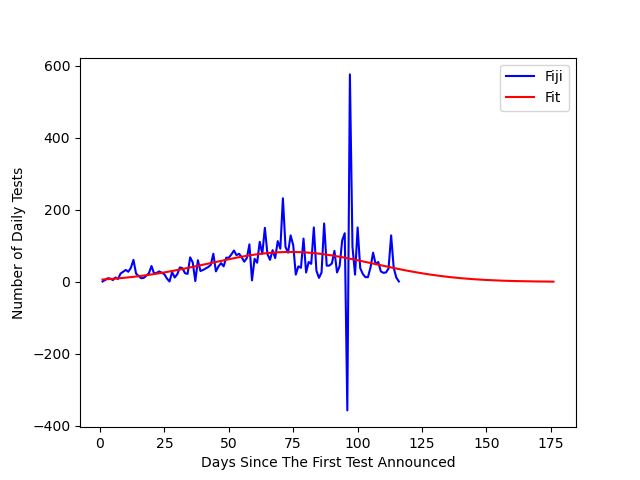 Fiji
Fit
600
400
200
0
−200
−400
Number of Daily Tests
0 25 50 75 100 125 150 175
Days Since The First Test Announced